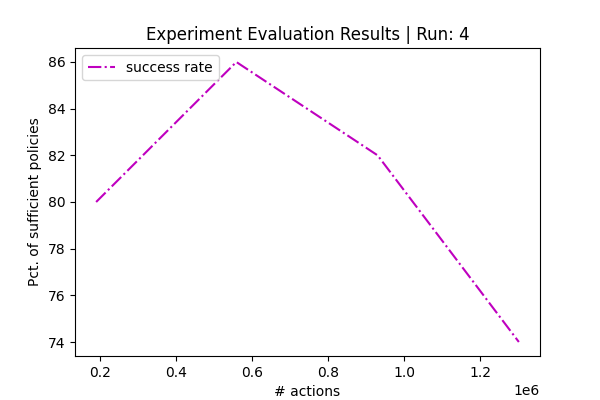 Experiment Evaluation Results | Run: 4
success rate
Pct. of sufficient policies
86
84
82
80
78
76
74
0.2 0.4 0.6 0.8 1.0 1.2
1e6
# actions